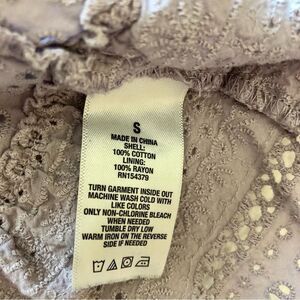 S
MADE IN CHINA
SHELL:
100% COTTON
LINING:
100% RAYON
RN154379
TURN GARMENT INSIDE OUT
MACHINE WASH COLD WITH
LIKE COLORS
ONLY NON-CHLORINE BLEACH
WHEN NEEDED
TUMBLE DRY LOW
WARM IRON ON THE REVERSE
SIDE IF NEEDED